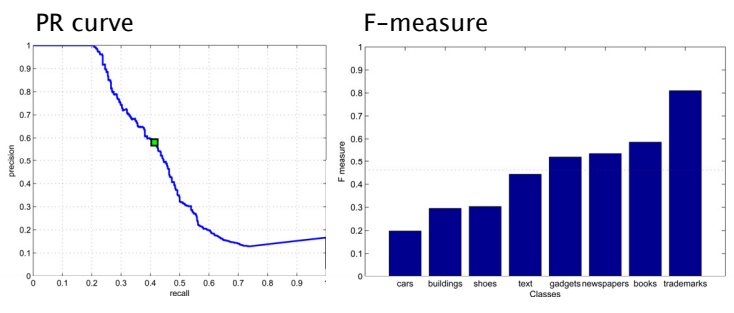 PR curve
F-measure
1
0.9
0.8
0.7
0.6
0.5
0.4
0.3
0.2
0.1
0
precision
0 0.1 0.2 0.3 0.4 0.5 0.6 0.7 0.8 0.9
recall
1
0.9
0.8
0.7
0.6
0.5
0.4
0.3
0.2
0.1
0
F measure
cars buildings shoes text gadgets newspapers books trademarks
Classes